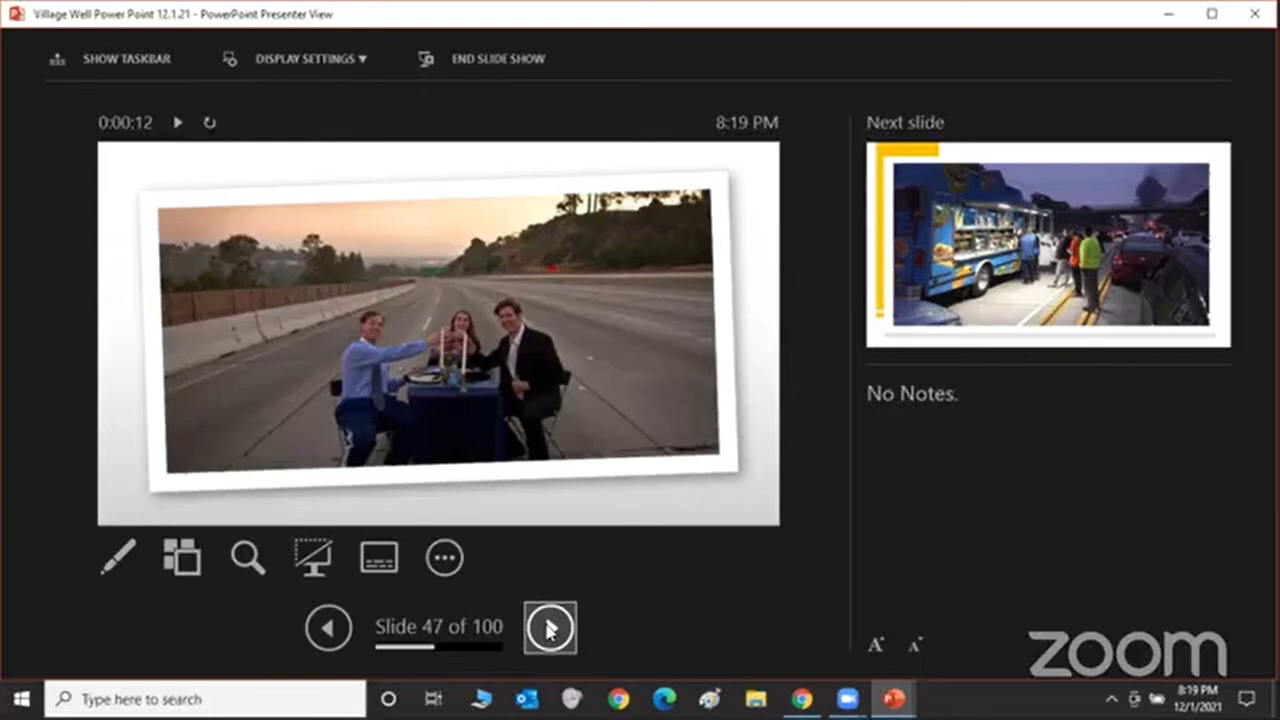 Village Well Power Point 12.1.21 - PowerPoint Presenter View
SHOW TASKBAR DISPLAY SETTINGS ▼ END SLIDE SHOW
0:00:12 8:19 PM Next slide
No Notes.
Slide 47 of 100
A A
zoom
Type here to search
8:19 PM
12/1/2021